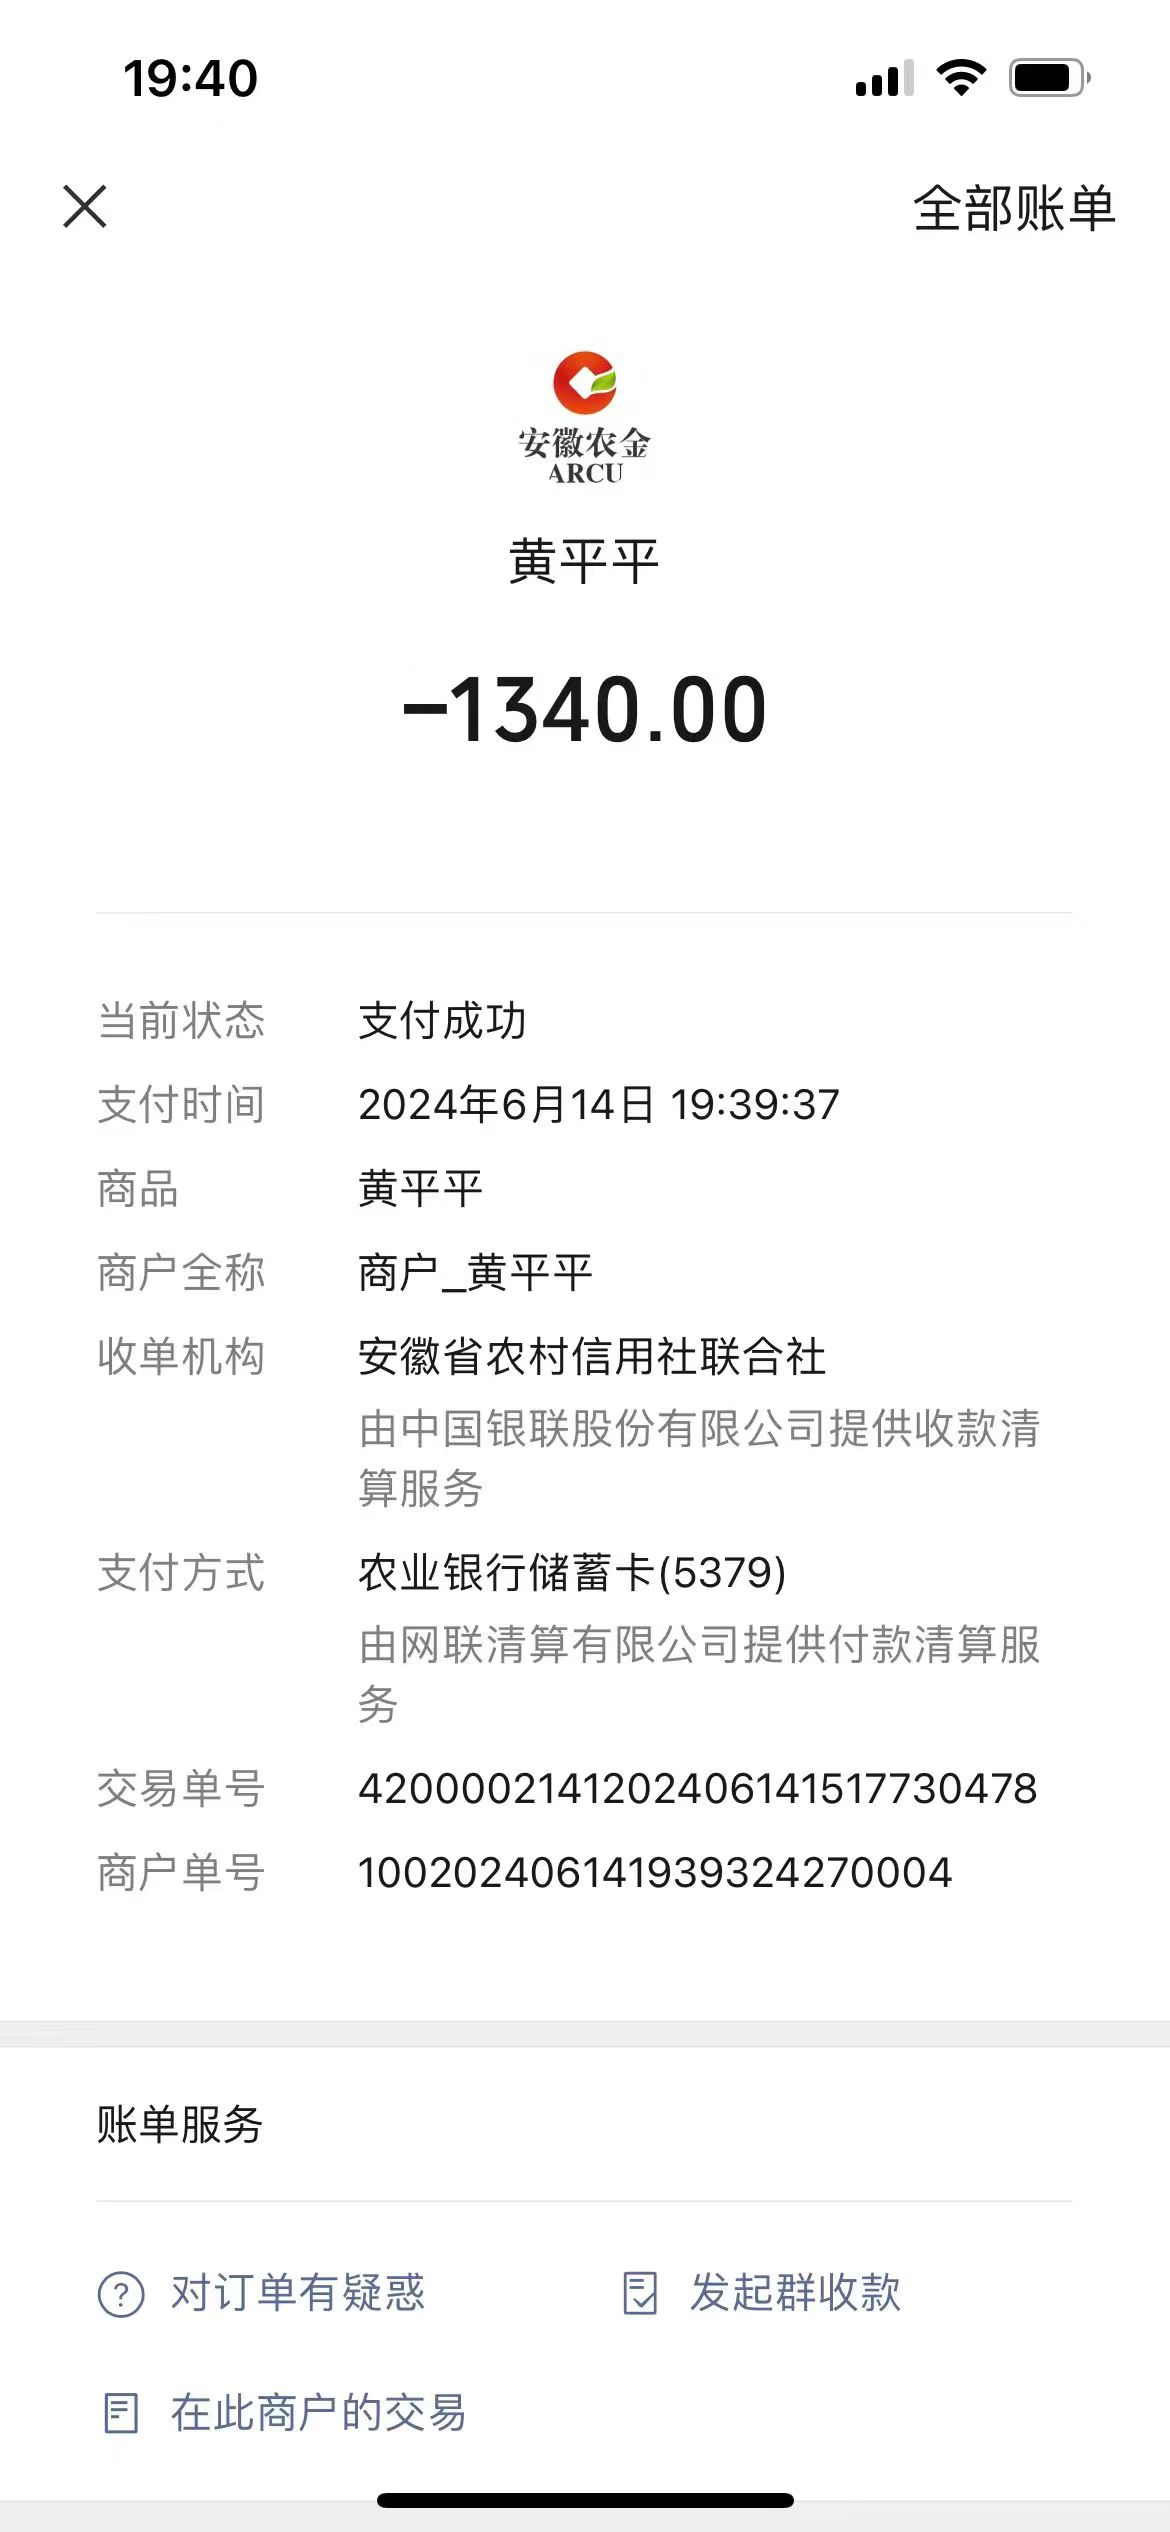 19:40
全部账单
安徽农金
ARCU
黄平平
-1340.00
当前状态 支付成功
支付时间 2024年6月14日 19:39:37
商品 黄平平
商户全称 商户_黄平平
收单机构 安徽省农村信用社联合社
由中国银联股份有限公司提供收款清
算服务
支付方式 农业银行储蓄卡(5379)
由网联清算有限公司提供付款清算服
务
交易单号 4200002141202406141517730478
商户单号 100202406141939324270004
账单服务
对订单有疑惑 发起群收款
在此商户的交易